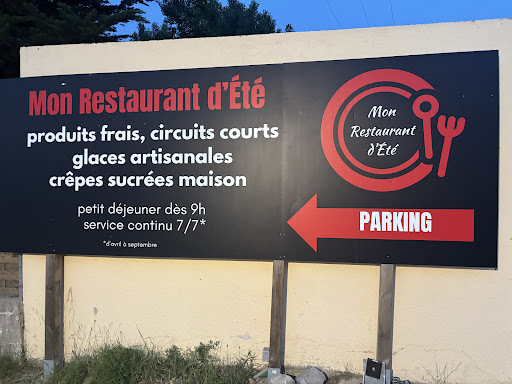 Mon Restaurant d'Été
produits frais, circuits courts
glaces artisanales
crêpes sucrées maison
petit déjeuner dès 9h
service continu 7/7*
*d'avril à septembre
Mon
Restaurant
d'Été
PARKING